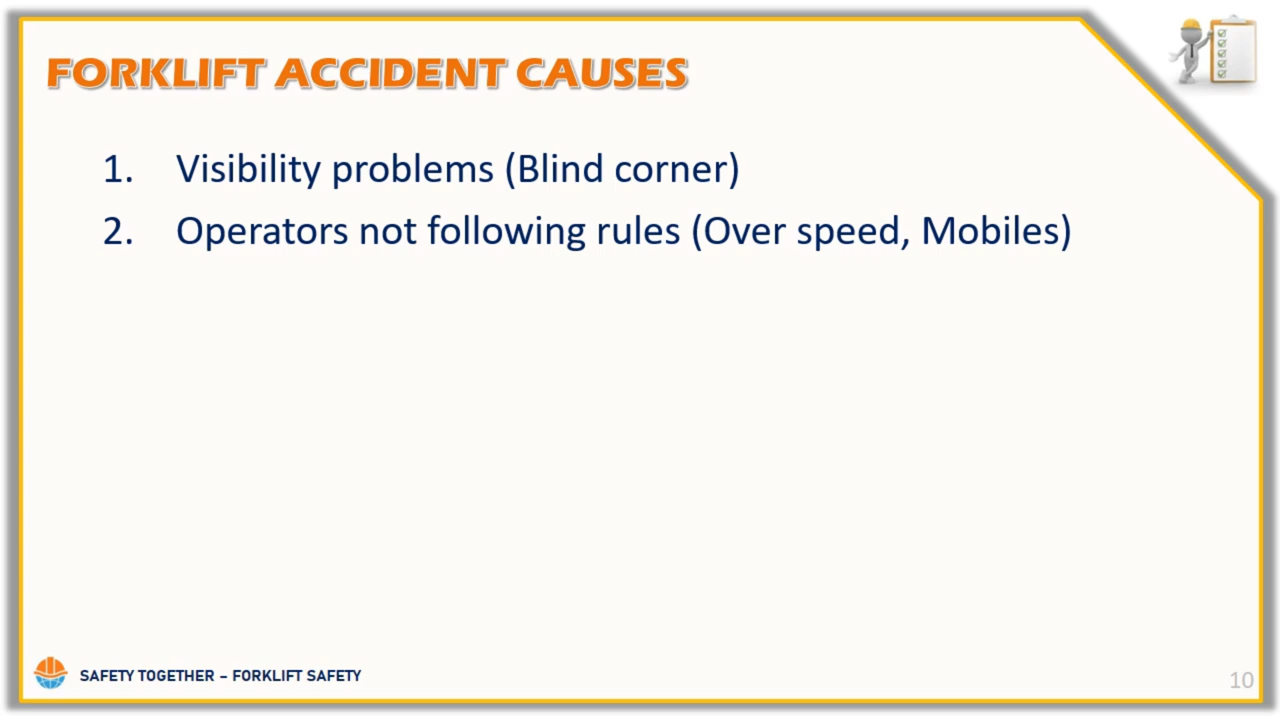 FORKLIFT ACCIDENT CAUSES
1. Visibility problems (Blind corner)
2. Operators not following rules (Over speed, Mobiles)
SAFETY TOGETHER – FORKLIFT SAFETY
10